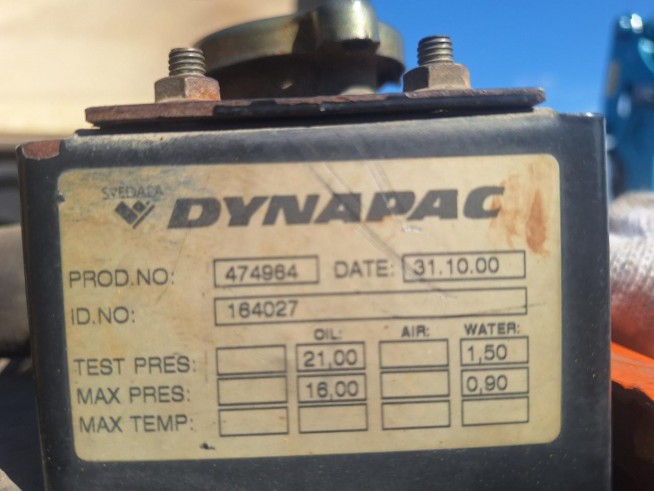 SVEDALA
DYNAPAC
PROD.NO: 474964 DATE: 31.10.00
ID.NO: 164027
OIL: AIR: WATER:
TEST PRES: 21,00 1,50
MAX PRES: 16,00 0,90
MAX TEMP: